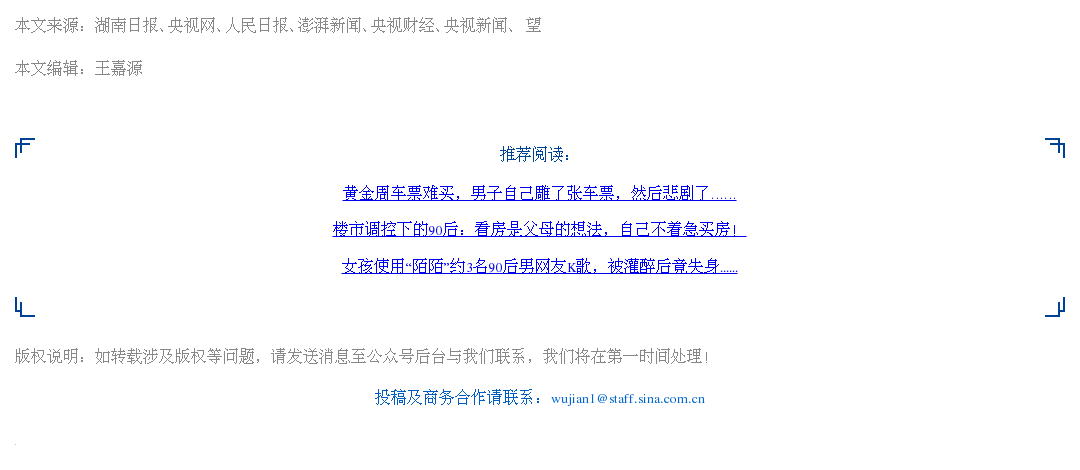 本文来源：湖南日报、央视网、人民日报、澎湃新闻、央视财经、央视新闻、 望
本文编辑：王嘉源
推荐阅读：
黄金周车票难买，男子自己雕了张车票，然后悲剧了……
楼市调控下的90后：看房是父母的想法，自己不着急买房！
女孩使用“陌陌”约3名90后男网友K歌，被灌醉后竟失身......
版权说明：如转载涉及版权等问题，请发送消息至公众号后台与我们联系，我们将在第一时间处理！
投稿及商务合作请联系：wujian1@staff.sina.com.cn